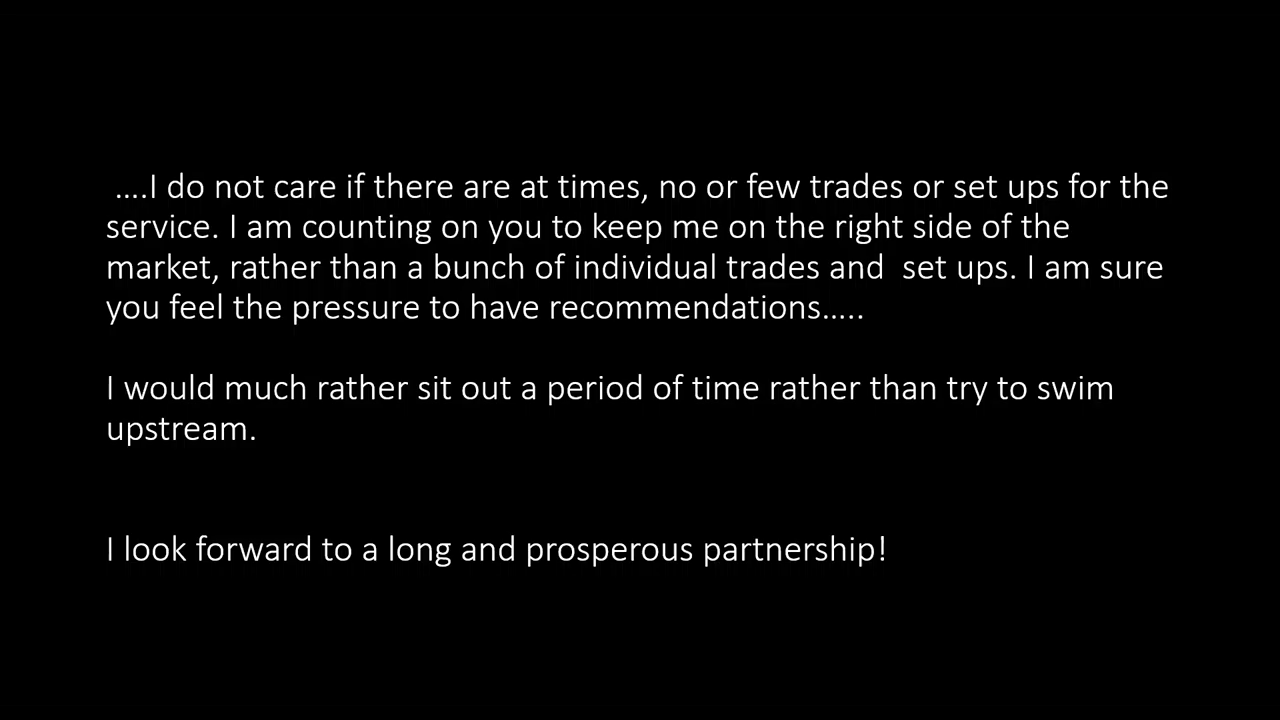 ….I do not care if there are at times, no or few trades or set ups for the
service. I am counting on you to keep me on the right side of the
market, rather than a bunch of individual trades and  set ups. I am sure
you feel the pressure to have recommendations…..
I would much rather sit out a period of time rather than try to swim
upstream.
I look forward to a long and prosperous partnership!